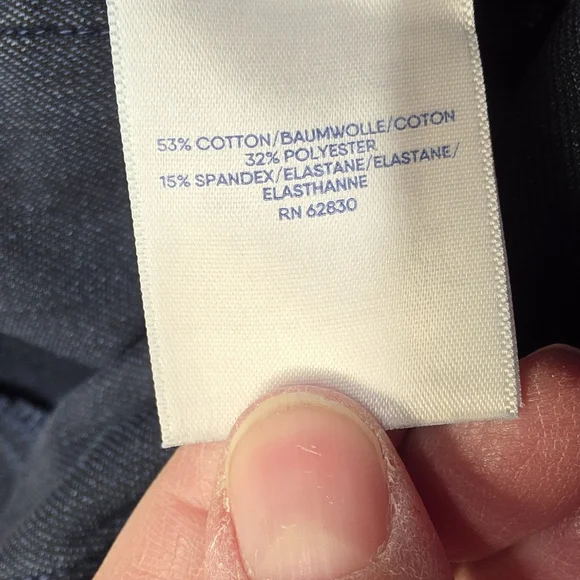 53% COTTON/BAUMWOLLE/COTON
32% POLYESTER
15% SPANDEX/ELASTANE/ELASTANE/
ELASTHANNE
RN 62830